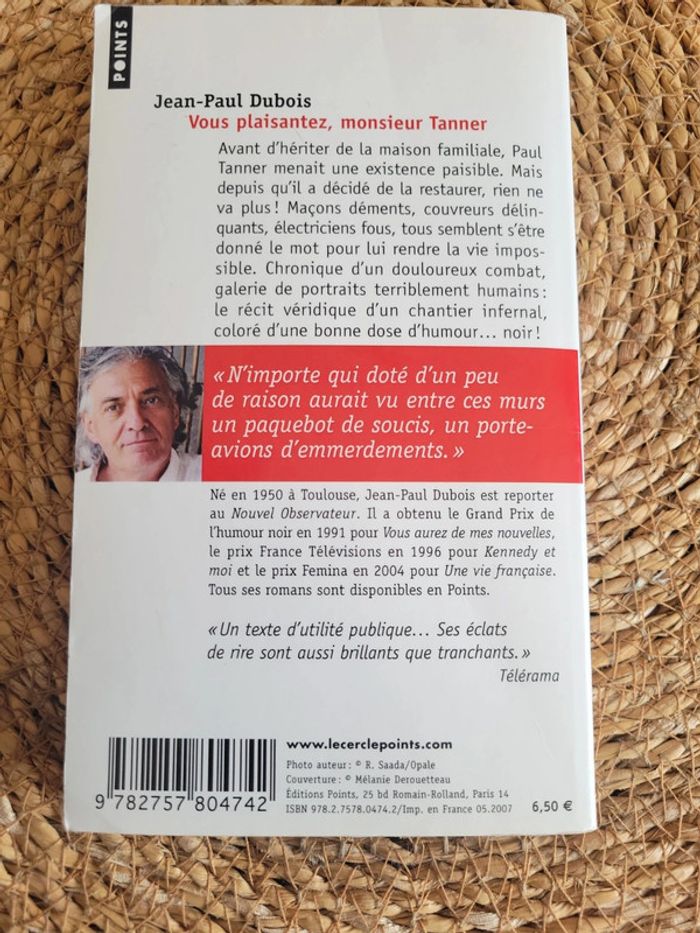 POINTS
Jean-Paul Dubois
Vous plaisantez, monsieur Tanner
Avant d’hériter de la maison familiale, Paul
Tanner menait une existence paisible. Mais
depuis qu’il a décidé de la restaurer, rien ne
va plus ! Maçons déments, couvreurs délin-
quants, électriciens fous, tous semblent s’être
donné le mot pour lui rendre la vie impos-
sible. Chronique d’un douloureux combat,
galerie de portraits terriblement humains :
le récit véridique d’un chantier infernal,
coloré d’une bonne dose d’humour… noir !
« N’importe qui doté d’un peu
de raison aurait vu entre ces murs
un paquebot de soucis, un porte-
avions d’emmerdements. »
Né en 1950 à Toulouse, Jean-Paul Dubois est reporter
au Nouvel Observateur. Il a obtenu le Grand Prix de
l’humour noir en 1991 pour Vous aurez de mes nouvelles,
le prix France Télévisions en 1996 pour Kennedy et
moi et le prix Femina en 2004 pour Une vie française.
Tous ses romans sont disponibles en Points.
« Un texte d’utilité publique… Ses éclats
de rire sont aussi brillants que tranchants. »
Télérama
www.lecerclepoints.com
Photo auteur : © R. Saada/Opale
Couverture : © Mélanie Derouetteau
Éditions Points, 25 bd Romain-Rolland, Paris 14
ISBN 978.2.7578.0474.2/Imp. en France 05.2007
6,50 €
9 782757 804742